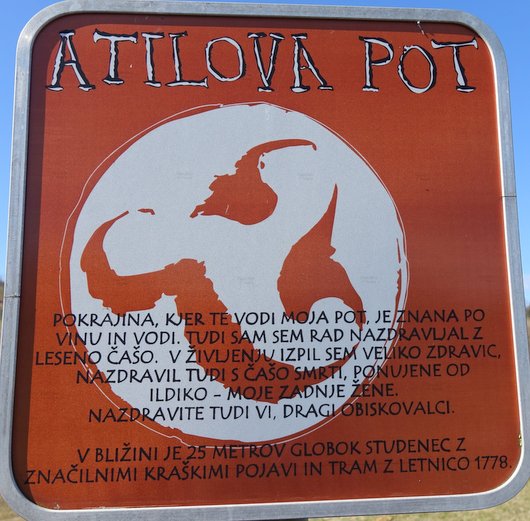 ATILOVA POT
POKRAJINA, KJER TE VODI MOJA POT, JE ZNANA PO
VINU IN VODI. TUDI SAM SEM RAD NAZDRAVLJAL Z
LESENO ČAŠO. V ŽIVLJENJU IZPIL SEM VELIKO ZDRAVIC,
NAZDRAVIL TUDI S ČAŠO SMRTI, PONUJENE OD
ILDIKO - MOJE ZADNJE ŽENE.
NAZDRAVITE TUDI VI, DRAGI OBISKOVALCI.
V BLIŽINI JE 25 METROV GLOBOK STUDENEC Z
ZNAČILNIMI KRAŠKIMI POJAVI IN TRAM Z LETNICO 1778.